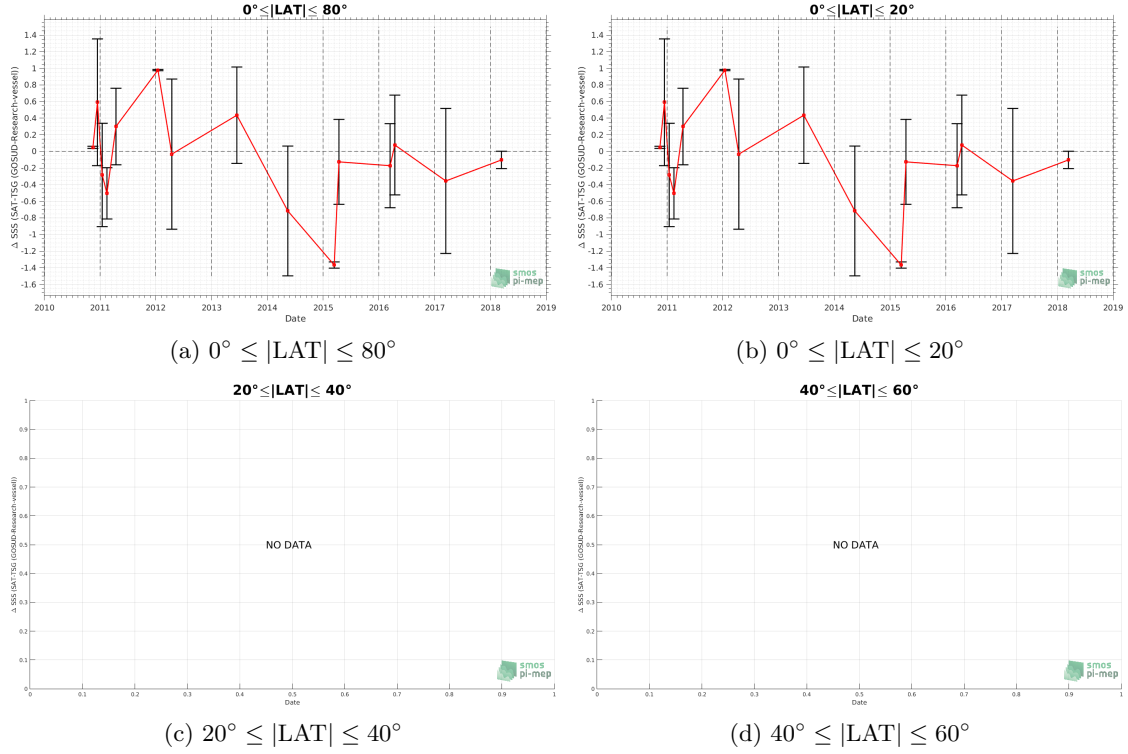 0°≤|LAT|≤ 80°
Δ SSS (SAT-TSG (GOSUD-Research-vessel))
1.4
1.2
1
0.8
0.6
0.4
0.2
0
-0.2
-0.4
-0.6
-0.8
-1
-1.2
-1.4
-1.6
2010 2011 2012 2013 2014 2015 2016 2017 2018 2019
Date
smos
pi-mep
(a) 0° ≤ |LAT| ≤ 80°
0°≤|LAT|≤ 20°
Δ SSS (SAT-TSG (GOSUD-Research-vessel))
1.4
1.2
1
0.8
0.6
0.4
0.2
0
-0.2
-0.4
-0.6
-0.8
-1
-1.2
-1.4
-1.6
2010 2011 2012 2013 2014 2015 2016 2017 2018 2019
Date
smos
pi-mep
(b) 0° ≤ |LAT| ≤ 20°
20°≤|LAT|≤ 40°
Δ SSS (SAT-TSG (GOSUD-Research-vessel))
1
0.9
0.8
0.7
0.6
0.5
0.4
0.3
0.2
0.1
0
NO DATA
0 0.1 0.2 0.3 0.4 0.5 0.6 0.7 0.8 0.9 1
Date
smos
pi-mep
(c) 20° ≤ |LAT| ≤ 40°
40°≤|LAT|≤ 60°
Δ SSS (SAT-TSG (GOSUD-Research-vessel))
1
0.9
0.8
0.7
0.6
0.5
0.4
0.3
0.2
0.1
0
NO DATA
0 0.1 0.2 0.3 0.4 0.5 0.6 0.7 0.8 0.9 1
Date
smos
pi-mep
(d) 40° ≤ |LAT| ≤ 60°